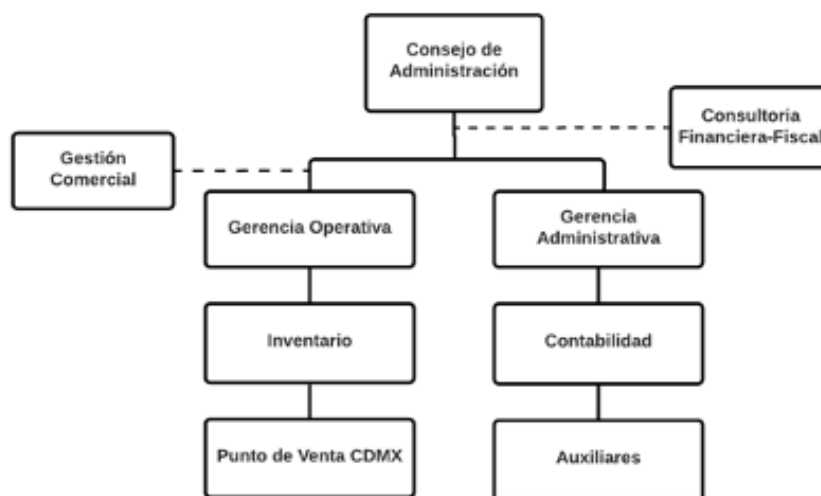 Consejo de
Administración
Consultoria
Financiera-Fiscal
Gestión
Comercial
Gerencia Operativa
Gerencia
Administrativa
Inventario
Contabilidad
Punto de Venta CDMX
Auxiliares